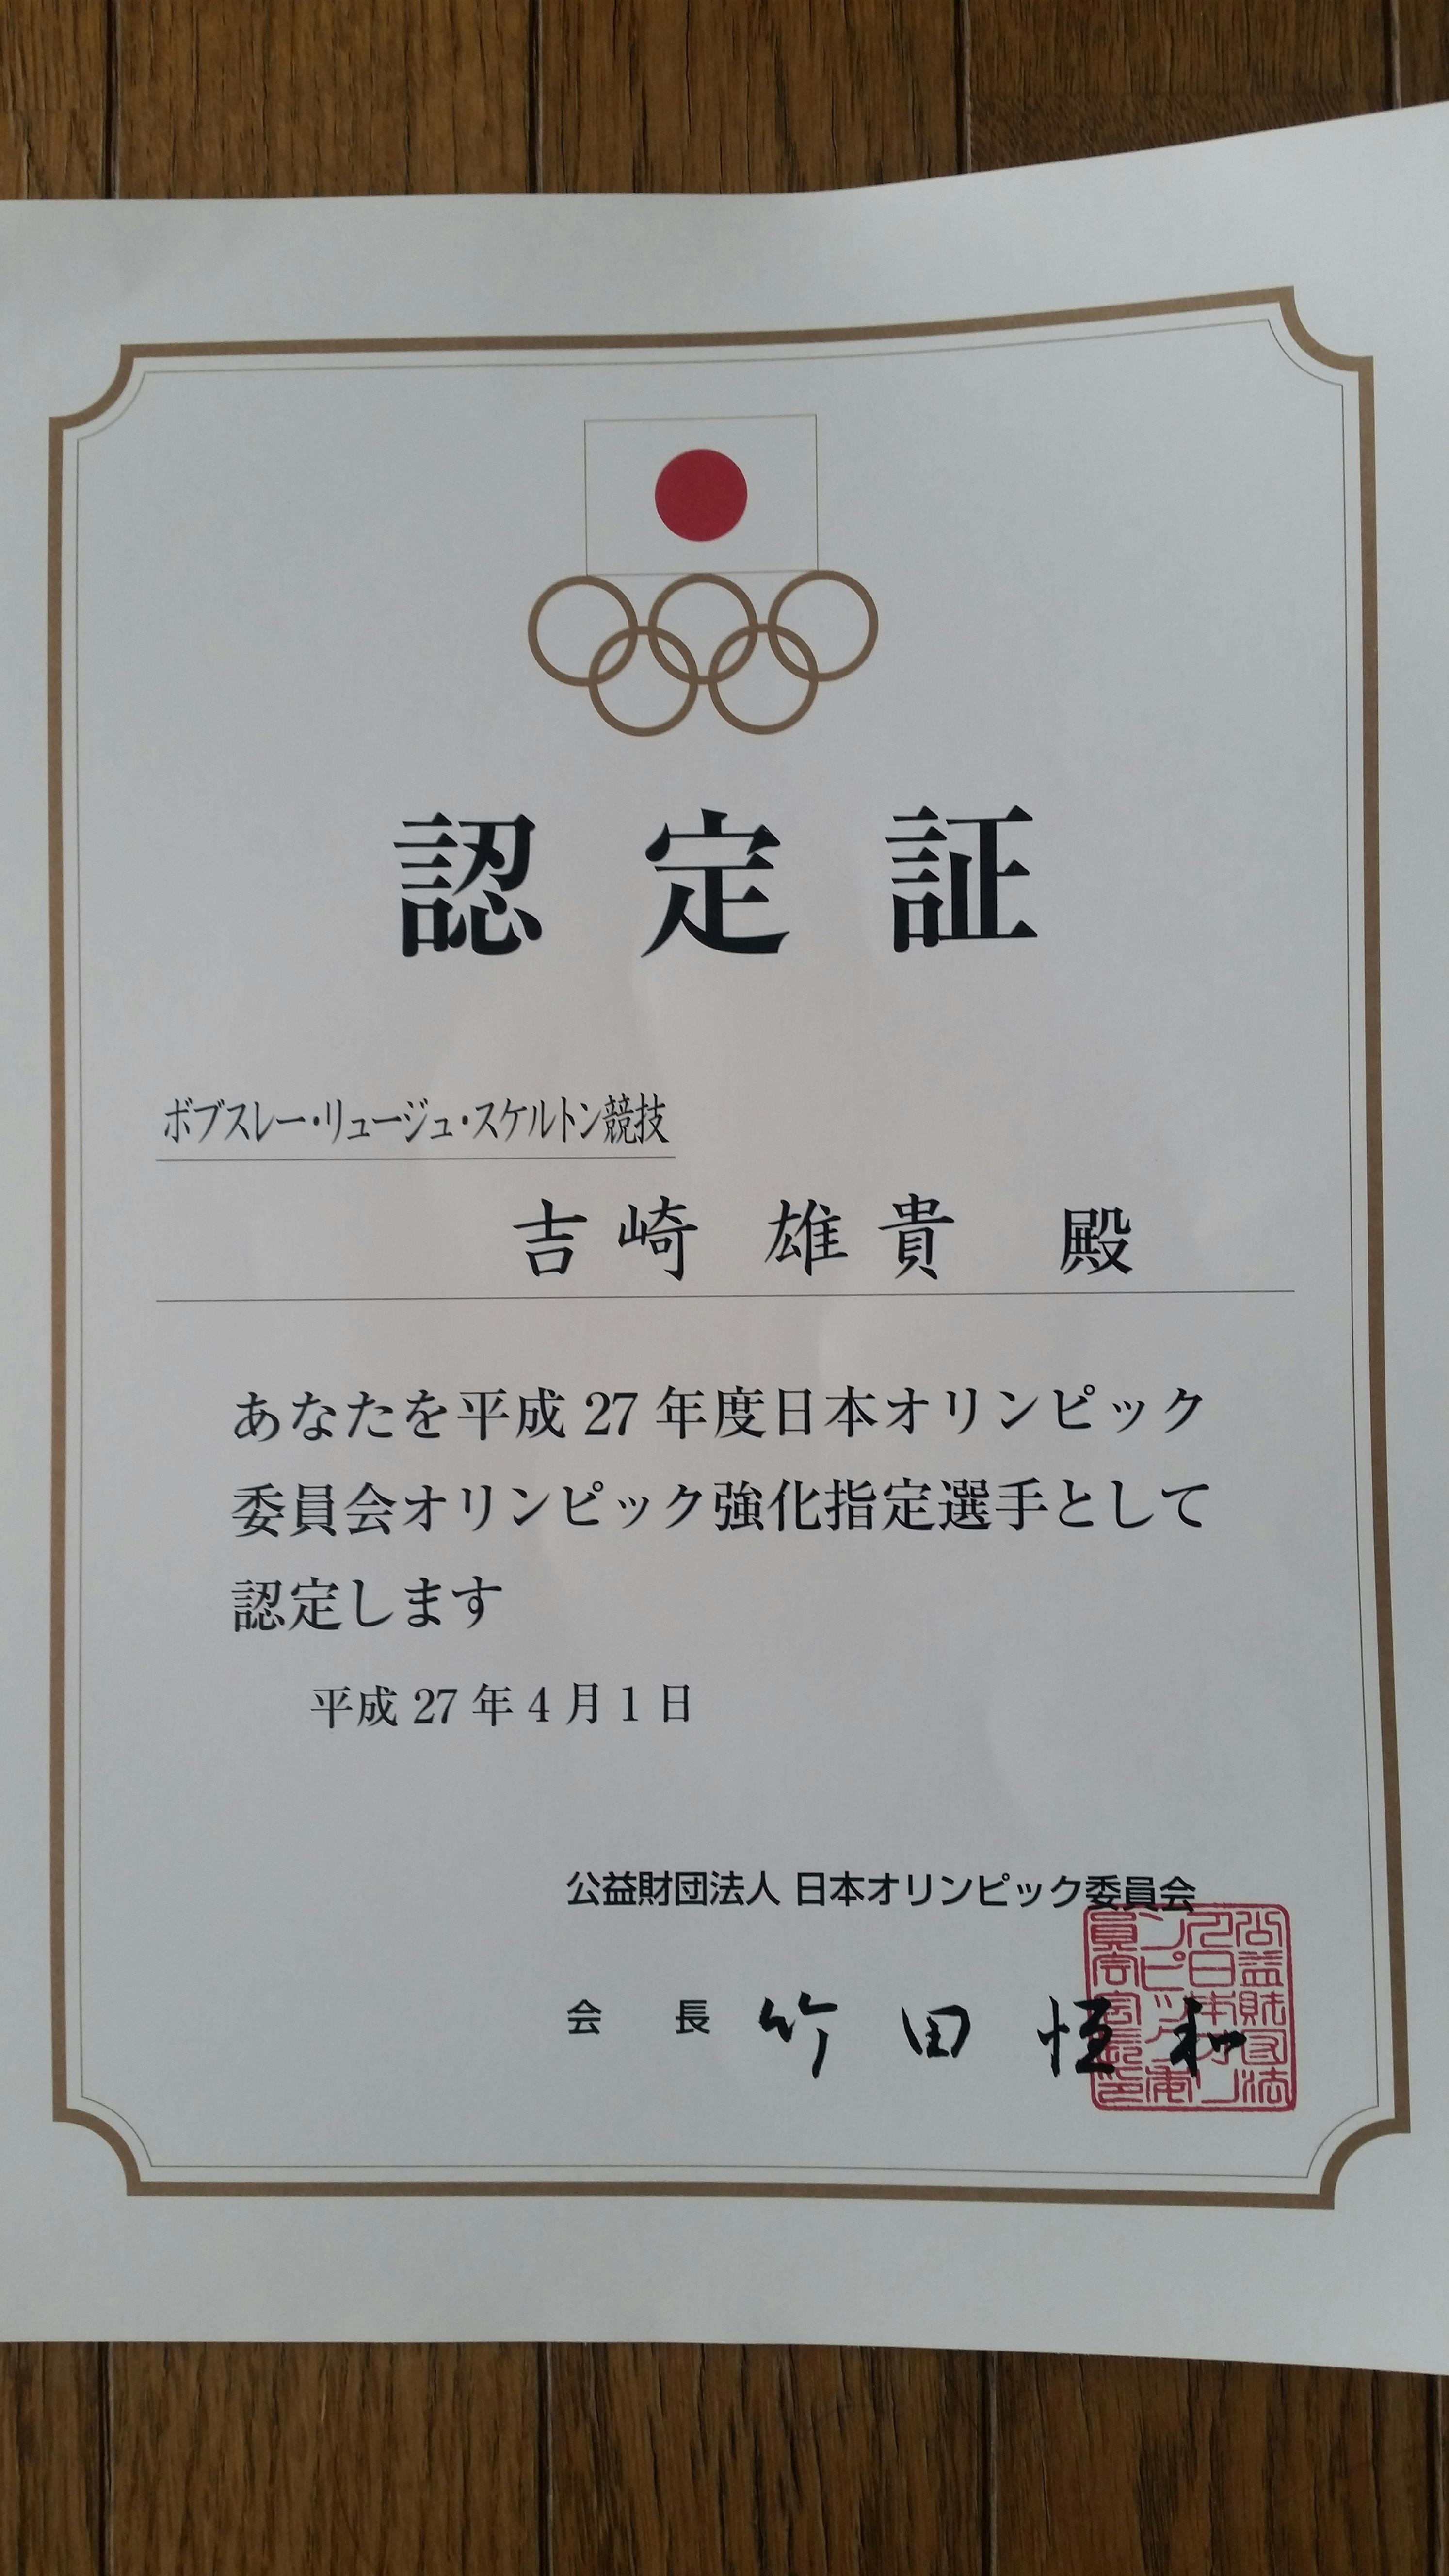 認定証
ボブスレー・リュージュ・スケルトン競技
吉崎 雄貴 殿
あなたを平成27年度日本オリンピック
委員会オリンピック強化指定選手として
認定します
平成27年4月1日
公益財団法人 日本オリンピック委員会
会長 竹田恆和